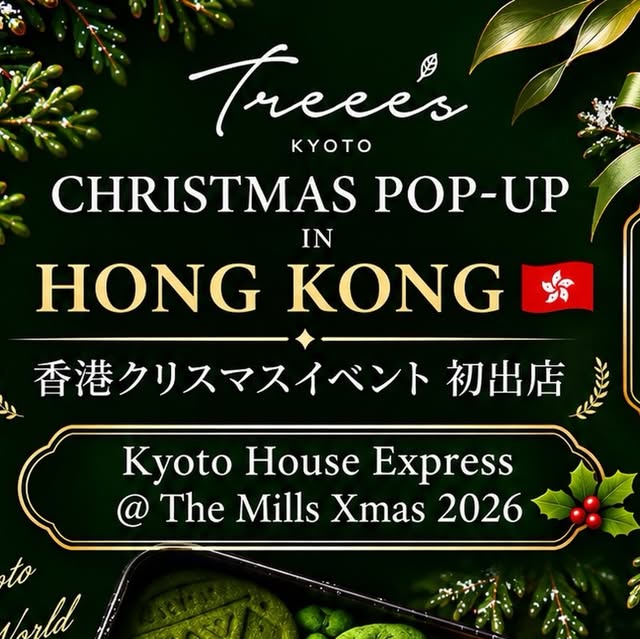 Treee's
KYOTO
CHRISTMAS POP-UP
IN
HONG KONG
香港クリスマスイベント 初出店
Kyoto House Express
@ The Mills Xmas 2026
World